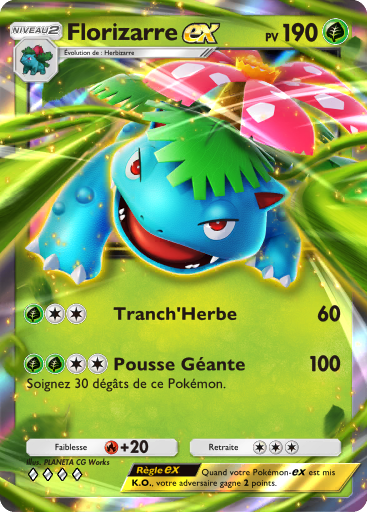 NIVEAU2 Florizarre ex PV 190
Évolution de : Herbizarre
Tranch'Herbe 60
Pousse Géante 100
Soignez 30 dégâts de ce Pokémon.
Faiblesse +20 Retraite
Illus. PLANETA CG Works
Règle ex Quand votre Pokémon-ex est mis
K.O., votre adversaire gagne 2 points.